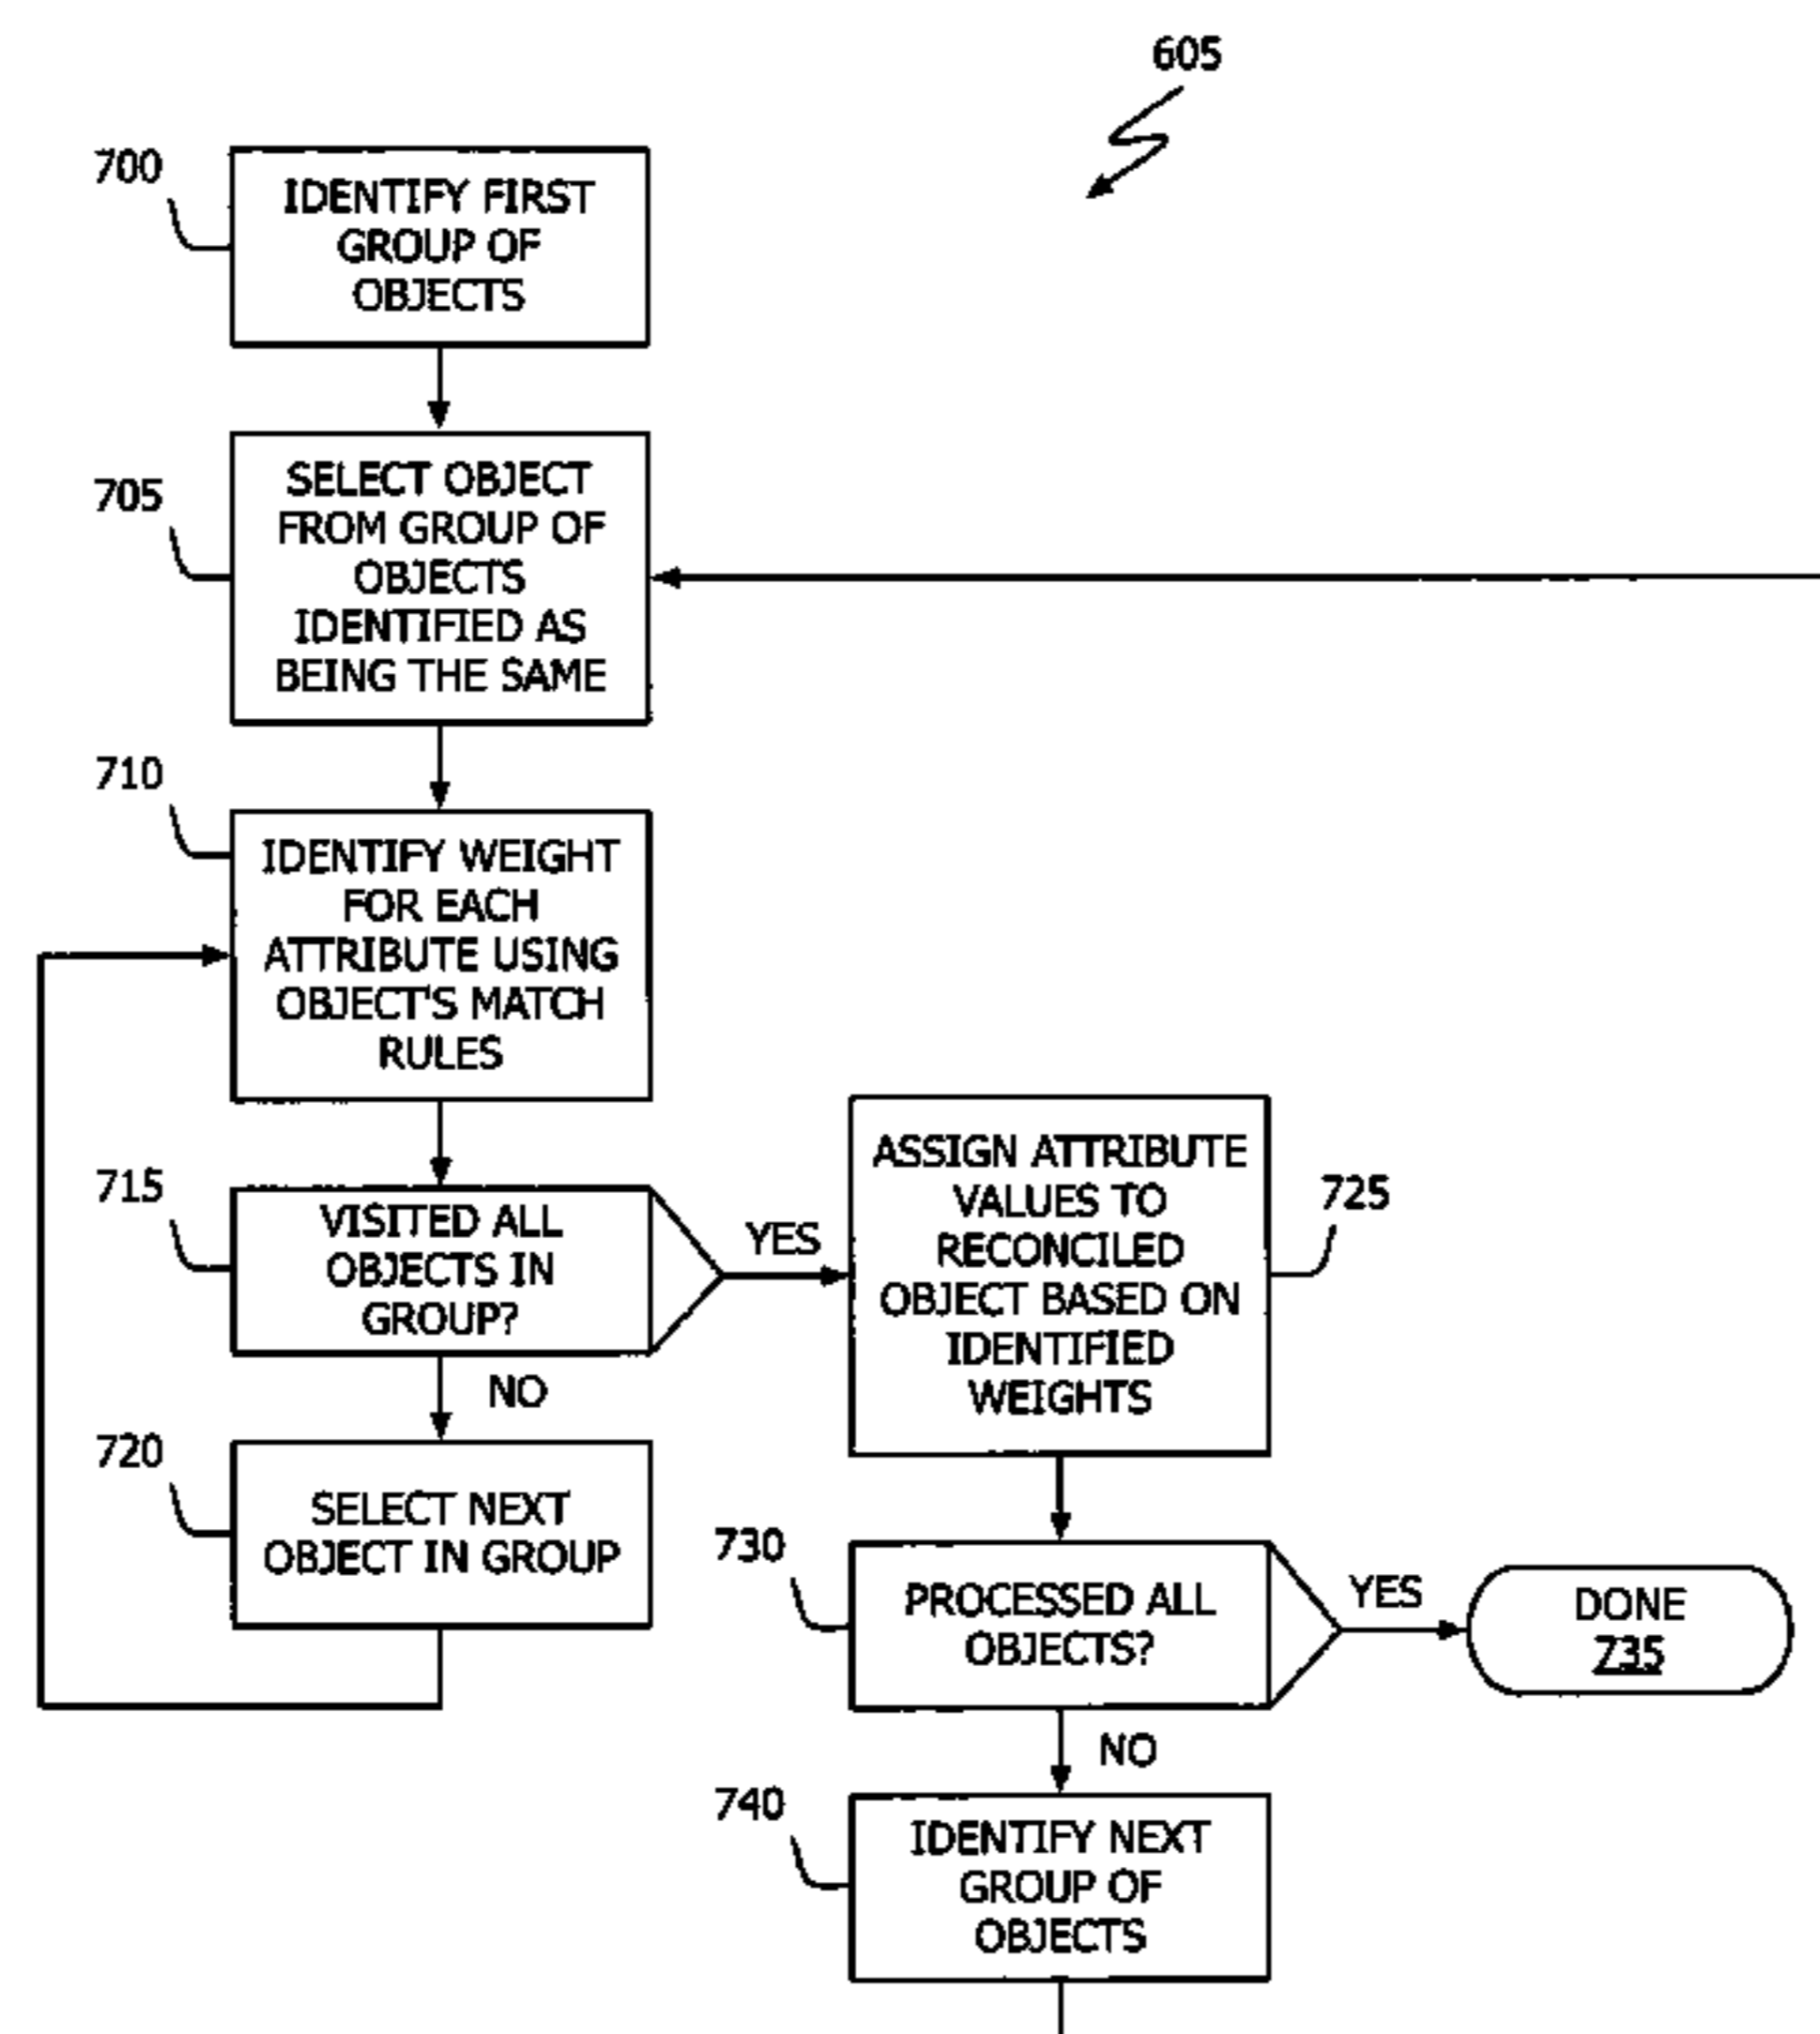 605
700
IDENTIFY FIRST
GROUP OF
OBJECTS
705
SELECT OBJECT
FROM GROUP OF
OBJECTS
IDENTIFIED AS
BEING THE SAME
710
IDENTIFY WEIGHT
FOR EACH
ATTRIBUTE USING
OBJECT'S MATCH
RULES
715
VISITED ALL
OBJECTS IN
GROUP?
YES
NO
720
SELECT NEXT
OBJECT IN GROUP
ASSIGN ATTRIBUTE
VALUES TO
RECONCILED
OBJECT BASED ON
IDENTIFIED
WEIGHTS
725
730
PROCESSED ALL
OBJECTS?
YES
DONE
735
NO
740
IDENTIFY NEXT
GROUP OF
OBJECTS